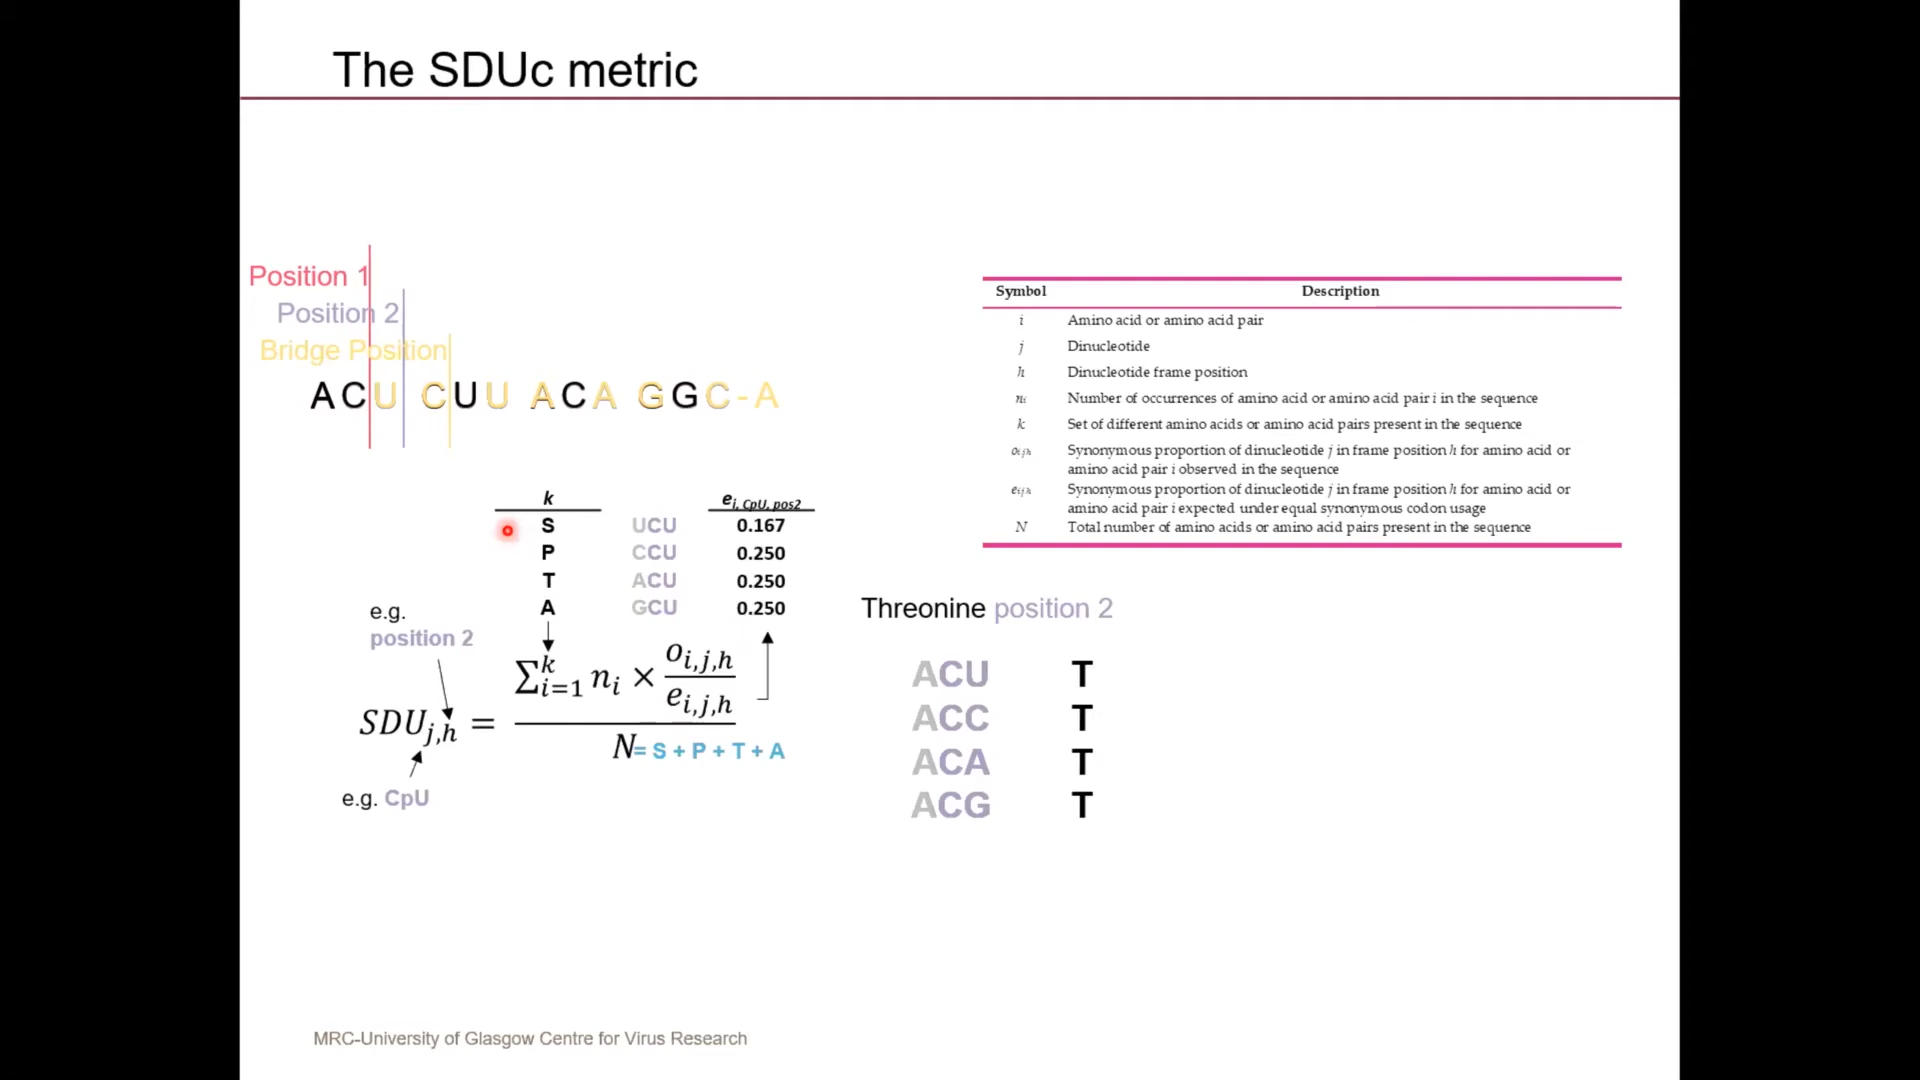 The SDUc metric
Position 1
Position 2
Bridge Position
ACU CUU ACA GGC-A
k e i, CpU, pos2
S UCU 0.167
P CCU 0.250
T ACU 0.250
A GCU 0.250
e.g.
position 2
SDU j,h = ∑ k i=1 n i × o i,j,h / e i,j,h
N = S + P + T + A
e.g. CpU
Symbol Description
i Amino acid or amino acid pair
j Dinucleotide
h Dinucleotide frame position
n i Number of occurrences of amino acid or amino acid pair i in the sequence
k Set of different amino acids or amino acid pairs present in the sequence
o i,j,h Synonymous proportion of dinucleotide j in frame position h for amino acid or
amino acid pair i observed in the sequence
e i,j,h Synonymous proportion of dinucleotide j in frame position h for amino acid or
amino acid pair i expected under equal synonymous codon usage
N Total number of amino acids or amino acid pairs present in the sequence
Threonine position 2
ACU T
ACC T
ACA T
ACG T
MRC-University of Glasgow Centre for Virus Research